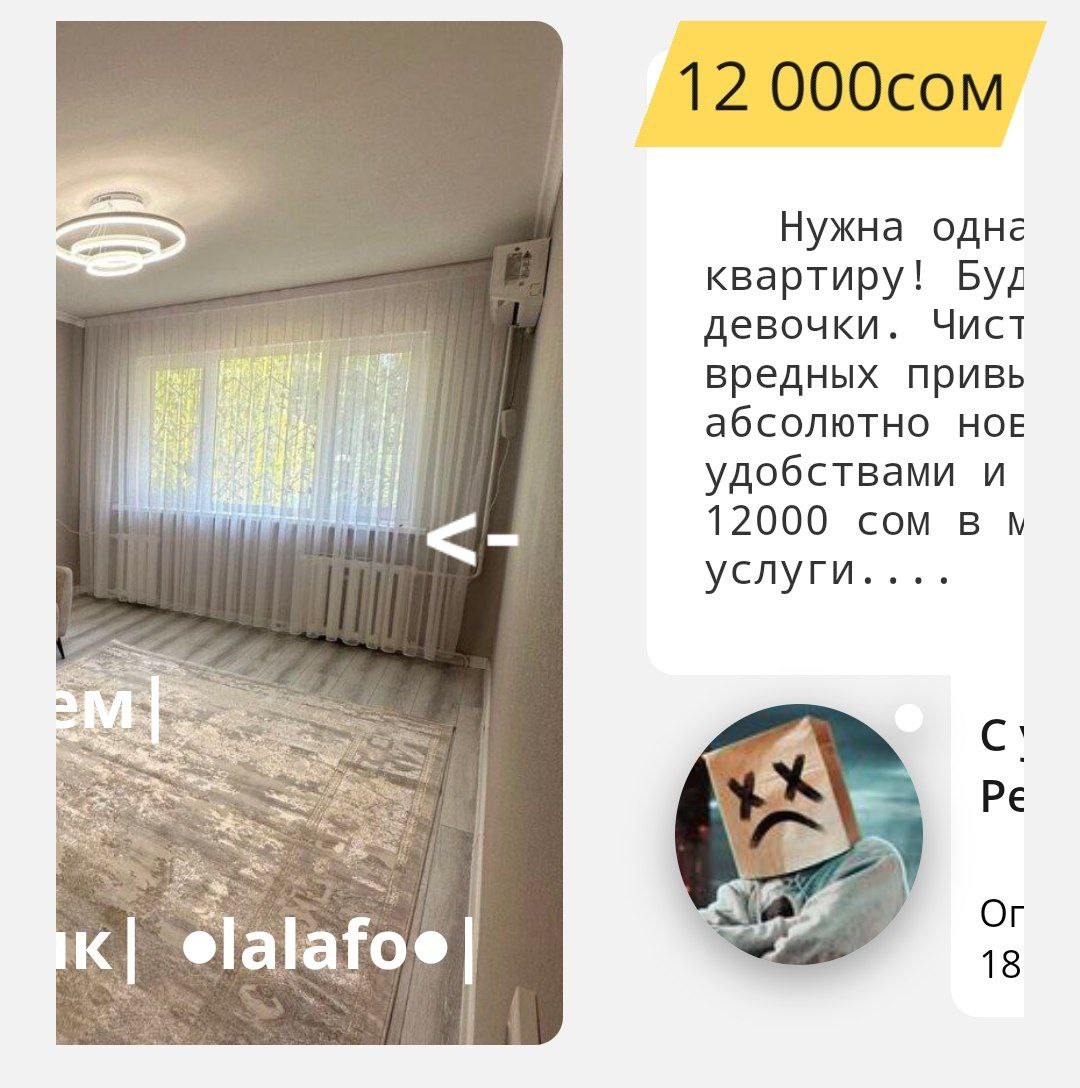 <-
ем|
ик| ●lalafo●|
12 000сом
Нужна одна
квартиру! Буд
девочки. Чист
вредных привы
абсолютно нов
удобствами и
12000 сом в м
услуги....
С у
Ре
Оп
18